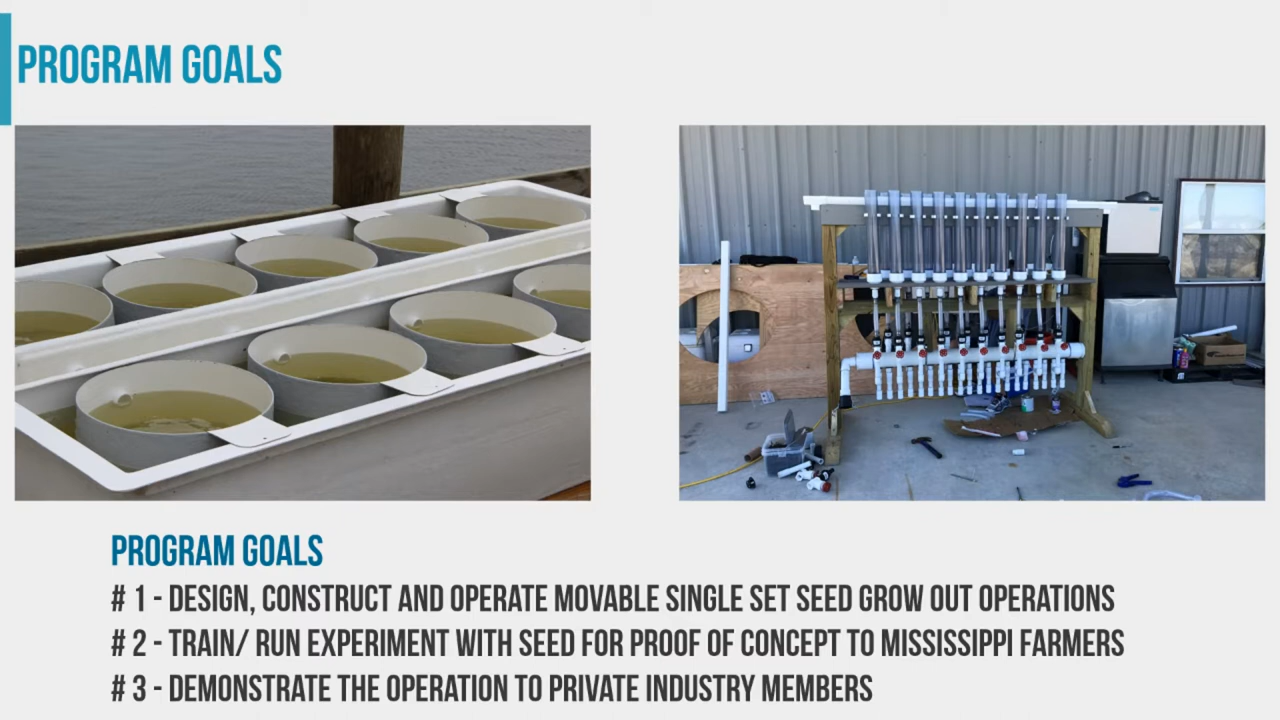 PROGRAM GOALS
PROGRAM GOALS
# 1 - DESIGN, CONSTRUCT AND OPERATE MOVABLE SINGLE SET SEED GROW OUT OPERATIONS
# 2 - TRAIN/ RUN EXPERIMENT WITH SEED FOR PROOF OF CONCEPT TO MISSISSIPPI FARMERS
# 3 - DEMONSTRATE THE OPERATION TO PRIVATE INDUSTRY MEMBERS